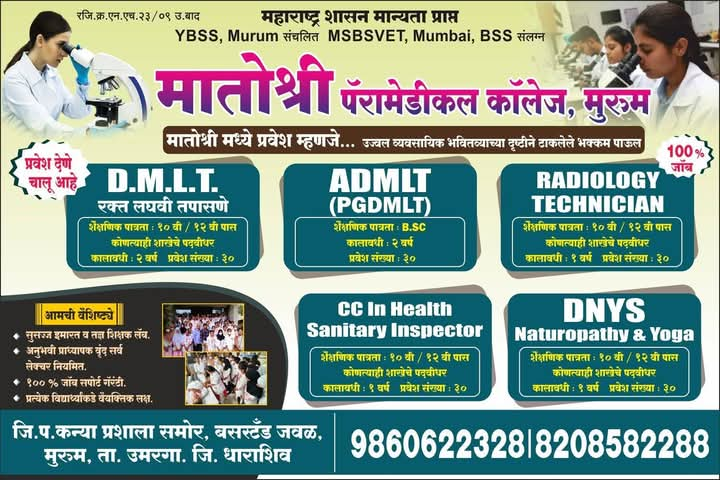 रजि.क्र.एन.एच.२३/०९ उ.बाद
महाराष्ट्र शासन मान्यता प्राप्त
YBSS, Murum संचलित MSBSVET, Mumbai, BSS संलग्न
मातोश्री पॅरामेडीकल कॉलेज, मुरूम
मातोश्री मध्ये प्रवेश म्हणजे... उज्वल व्यवसायिक भवितव्याच्या दृष्टीने टाकलेले भक्कम पाऊल
प्रवेश देणे
चालू आहे
100 %
जॉब
D.M.L.T.
रक्त लघवी तपासणे
शैक्षणिक पात्रता : १० वी / १२ वी पास
कोणत्याही शाखेचे पदवीधर
कालावधी : २ वर्ष प्रवेश संख्या : ३०
ADMLT
(PGDMLT)
शैक्षणिक पात्रता : B.SC
कालावधी : २ वर्ष
प्रवेश संख्या : ३०
RADIOLOGY
TECHNICIAN
शैक्षणिक पात्रता : १० वी / १२ वी पास
कोणत्याही शाखेचे पदवीधर
कालावधी : १ वर्ष प्रवेश संख्या : ३०
आमची वैशिष्ट्ये
सुसज्ज इमारत व तज्ञ शिक्षक लॅब.
अनुभवी प्राध्यापक वृंद सर्व
लेक्चर नियमित.
१०० % जॉब सपोर्ट गॅरंटी.
प्रत्येक विद्यार्थ्यांकडे वैयक्तिक लक्ष.
CC In Health
Sanitary Inspector
शैक्षणिक पात्रता : १० वी / १२ वी पास
कोणत्याही शाखेचे पदवीधर
कालावधी : १ वर्ष प्रवेश संख्या : ३०
DNYS
Naturopathy & Yoga
शैक्षणिक पात्रता : १० वी / १२ वी पास
कोणत्याही शाखेचे पदवीधर
कालावधी : १ वर्ष प्रवेश संख्या : ३०
जि.प.कन्या प्रशाला समोर, बसस्टँड जवळ,
मुरूम, ता. उमरगा. जि. धाराशिव
9860622328|8208582288